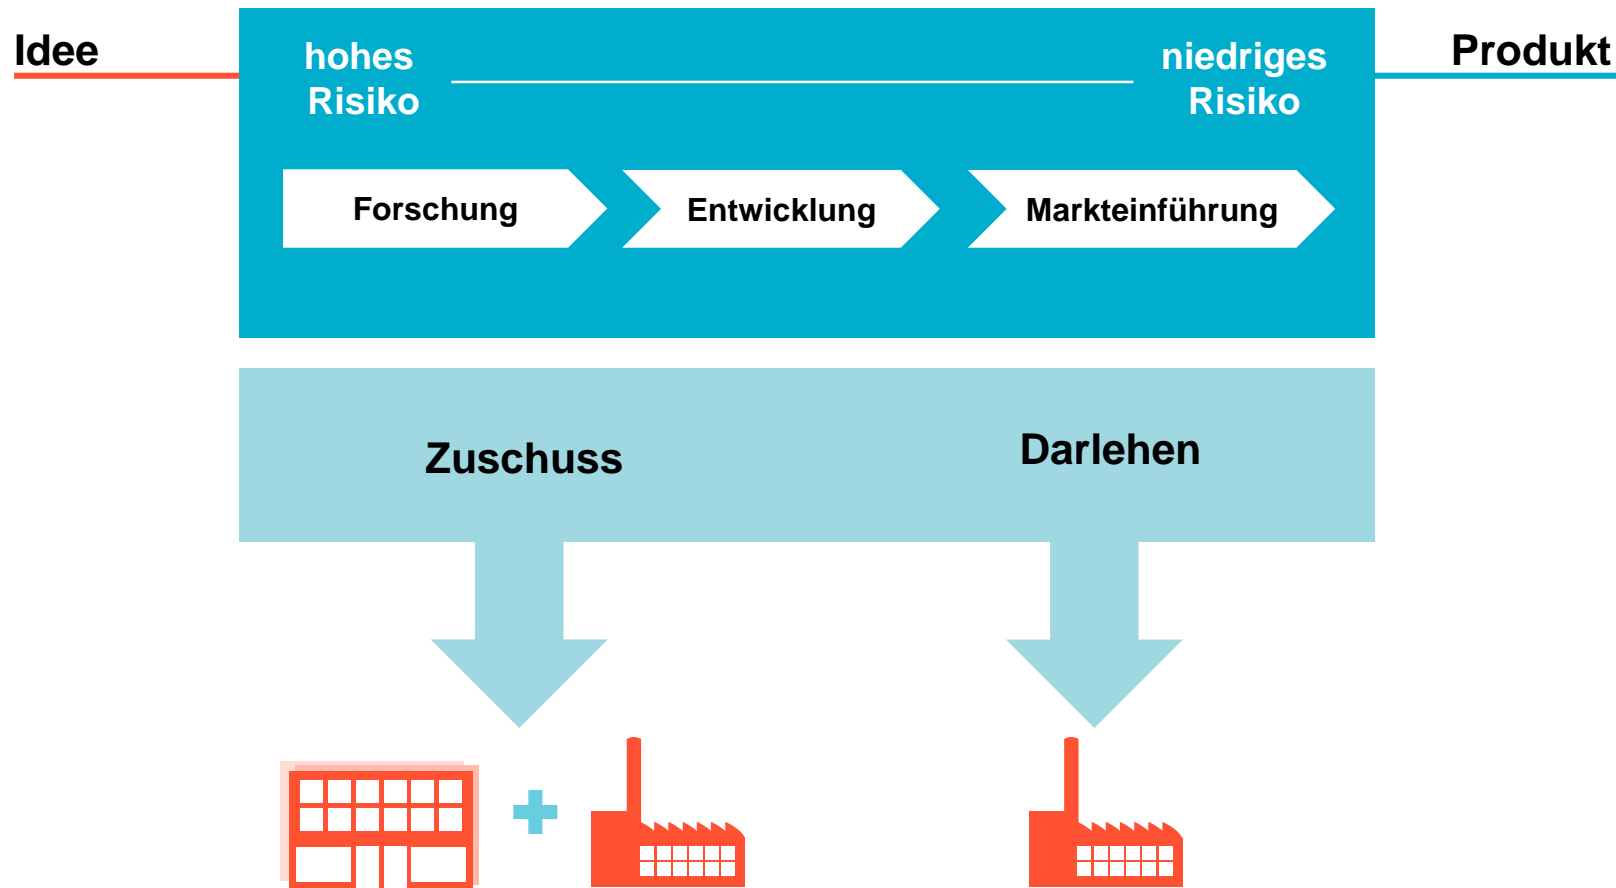 Idee
hohes
Risiko
niedriges
Risiko
Produkt
Forschung
Entwicklung
Markteinführung
Zuschuss
Darlehen